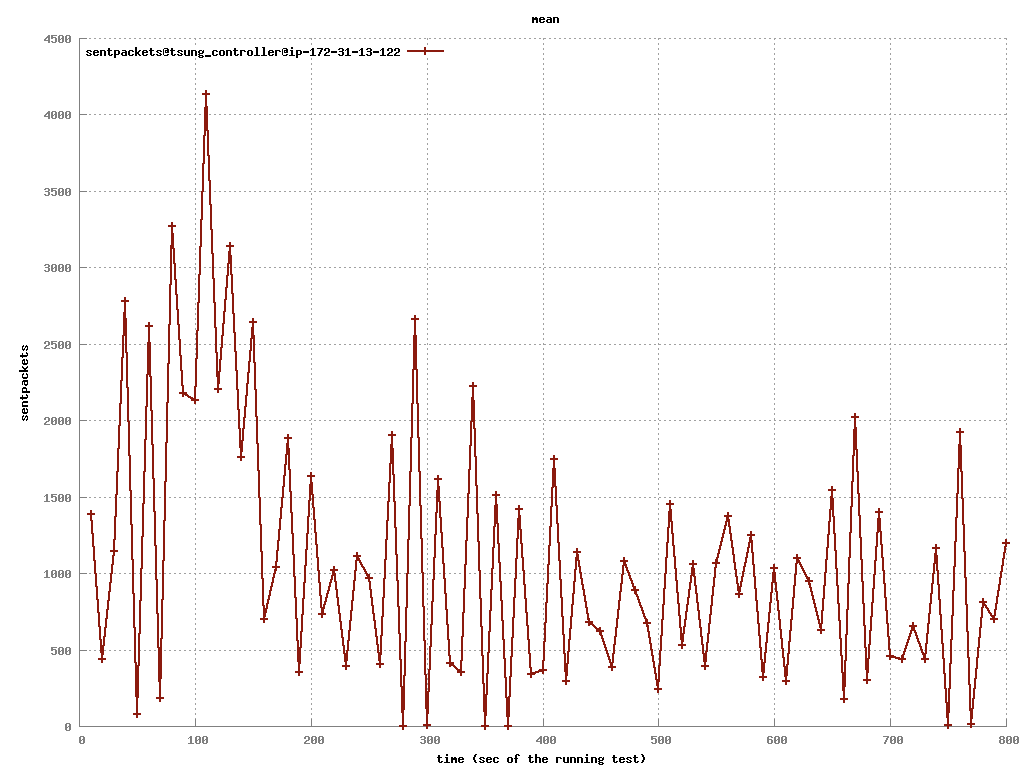 mean
4500
sentpackets@tsung_controller@ip-172-31-13-122
4000
3500
3000
2500
sentpackets
2000
1500
1000
500
0
0 100 200 300 400 500 600 700 800
time (sec of the running test)